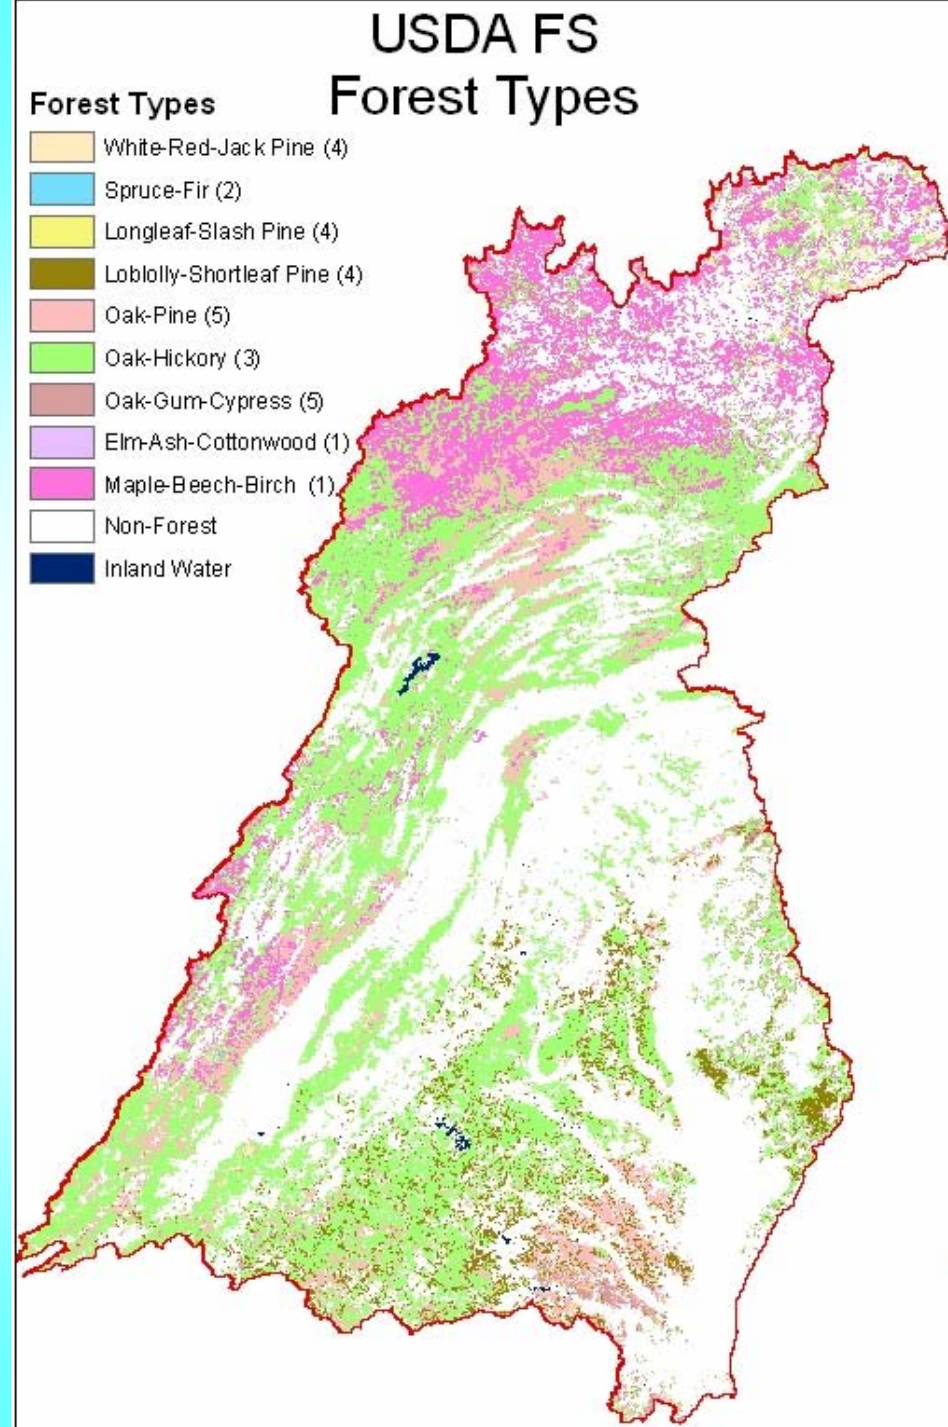 USDA FS
Forest Types
Forest Types
White-Red-Jack Pine (4)
Spruce-Fir (2)
Longleaf-Slash Pine (4)
Loblolly-Shortleaf Pine (4)
Oak-Pine (5)
Oak-Hickory (3)
Oak-Gum-Cypress (5)
Elm-Ash-Cottonwood (1)
Maple-Beech-Birch (1)
Non-Forest
Inland Water